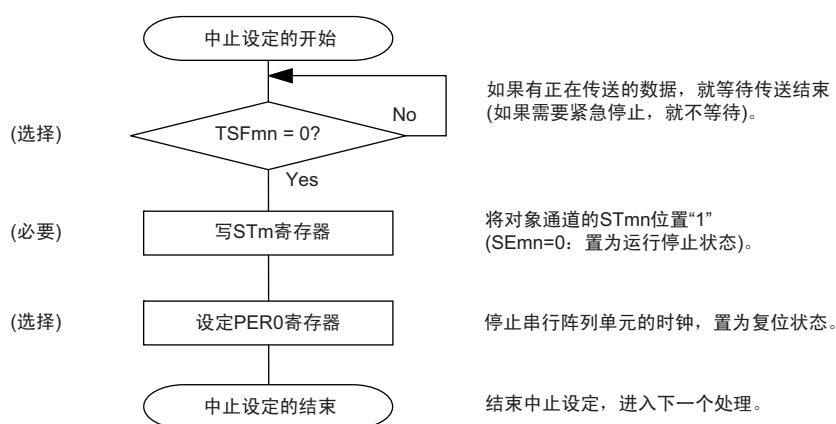 中止设定的开始
如果有正在传送的数据，就等待传送结束
(如果需要紧急停止，就不等待)。
No
(选择)
TSFmn = 0?
Yes
(必要)
写STm寄存器
将对象通道的STmn位置“1”
(SEmn=0：置为运行停止状态)。
(选择)
设定PER0寄存器
停止串行阵列单元的时钟，置为复位状态。
中止设定的结束
结束中止设定，进入下一个处理。